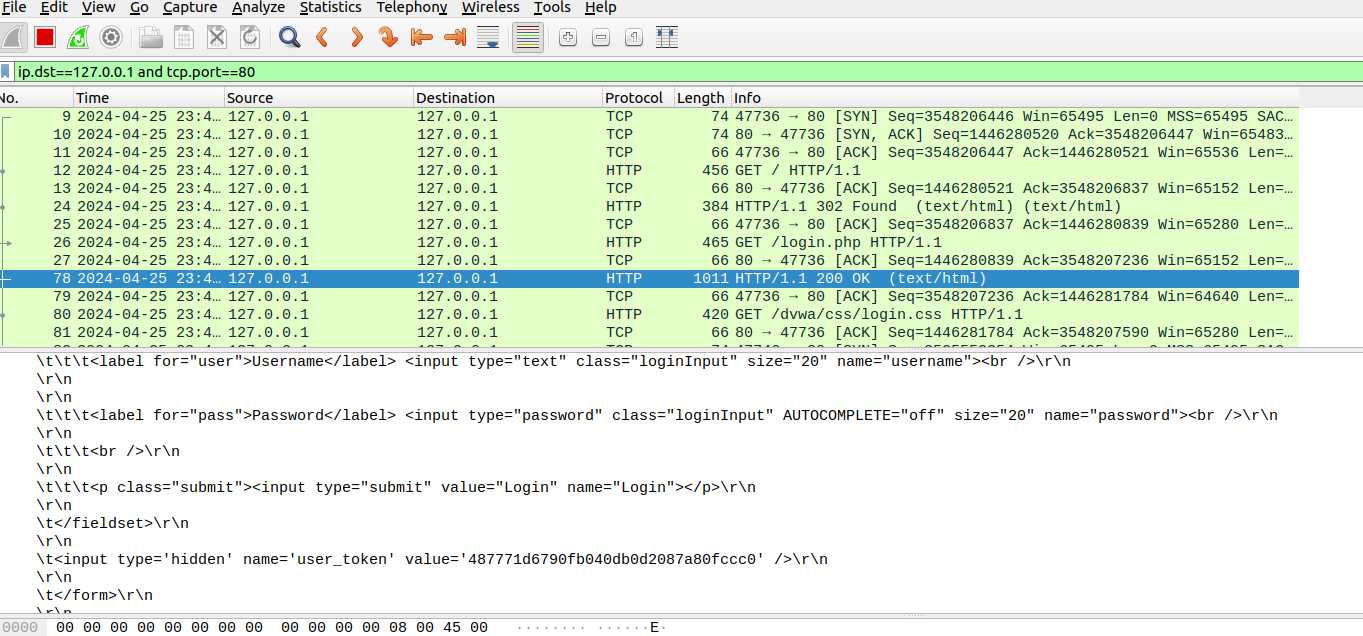 File Edit View Go Capture Analyze Statistics Telephony Wireless Tools Help
ip.dst==127.0.0.1 and tcp.port==80
No. Time Source Destination Protocol Length Info
9 2024-04-25 23:4… 127.0.0.1 127.0.0.1 TCP 74 47736 → 80 [SYN] Seq=3548206446 Win=65495 Len=0 MSS=65495 SAC…
10 2024-04-25 23:4… 127.0.0.1 127.0.0.1 TCP 74 80 → 47736 [SYN, ACK] Seq=1446280520 Ack=3548206447 Win=65483…
11 2024-04-25 23:4… 127.0.0.1 127.0.0.1 TCP 66 47736 → 80 [ACK] Seq=3548206447 Ack=1446280521 Win=65536 Len=…
12 2024-04-25 23:4… 127.0.0.1 127.0.0.1 HTTP 456 GET / HTTP/1.1
13 2024-04-25 23:4… 127.0.0.1 127.0.0.1 TCP 66 80 → 47736 [ACK] Seq=1446280521 Ack=3548206837 Win=65152 Len=…
24 2024-04-25 23:4… 127.0.0.1 127.0.0.1 HTTP 384 HTTP/1.1 302 Found (text/html) (text/html)
25 2024-04-25 23:4… 127.0.0.1 127.0.0.1 TCP 66 47736 → 80 [ACK] Seq=3548206837 Ack=1446280839 Win=65280 Len=…
26 2024-04-25 23:4… 127.0.0.1 127.0.0.1 HTTP 465 GET /login.php HTTP/1.1
27 2024-04-25 23:4… 127.0.0.1 127.0.0.1 TCP 66 80 → 47736 [ACK] Seq=1446280839 Ack=3548207236 Win=65152 Len=…
78 2024-04-25 23:4… 127.0.0.1 127.0.0.1 HTTP 1011 HTTP/1.1 200 OK (text/html)
79 2024-04-25 23:4… 127.0.0.1 127.0.0.1 TCP 66 47736 → 80 [ACK] Seq=3548207236 Ack=1446281784 Win=64640 Len=…
80 2024-04-25 23:4… 127.0.0.1 127.0.0.1 HTTP 420 GET /dvwa/css/login.css HTTP/1.1
81 2024-04-25 23:4… 127.0.0.1 127.0.0.1 TCP 66 80 → 47736 [ACK] Seq=1446281784 Ack=3548207590 Win=65280 Len=…
\t\t\t<label for="user">Username</label> <input type="text" class="loginInput" size="20" name="username"><br />\r\n
\r\n
\r\n
\t\t\t<label for="pass">Password</label> <input type="password" class="loginInput" AUTOCOMPLETE="off" size="20" name="password"><br />\r\n
\r\n
\t\t\t<br />\r\n
\r\n
\t\t\t<p class="submit"><input type="submit" value="Login" name="Login"></p>\r\n
\r\n
\t</fieldset>\r\n
\r\n
\t<input type='hidden' name='user_token' value='487771d6790fb040db0d2087a80fccc0' />\r\n
\r\n
\t</form>\r\n
\r\n
0000 00 00 00 00 00 00 00 00 00 00 00 00 08 00 45 00 ········ ······E·